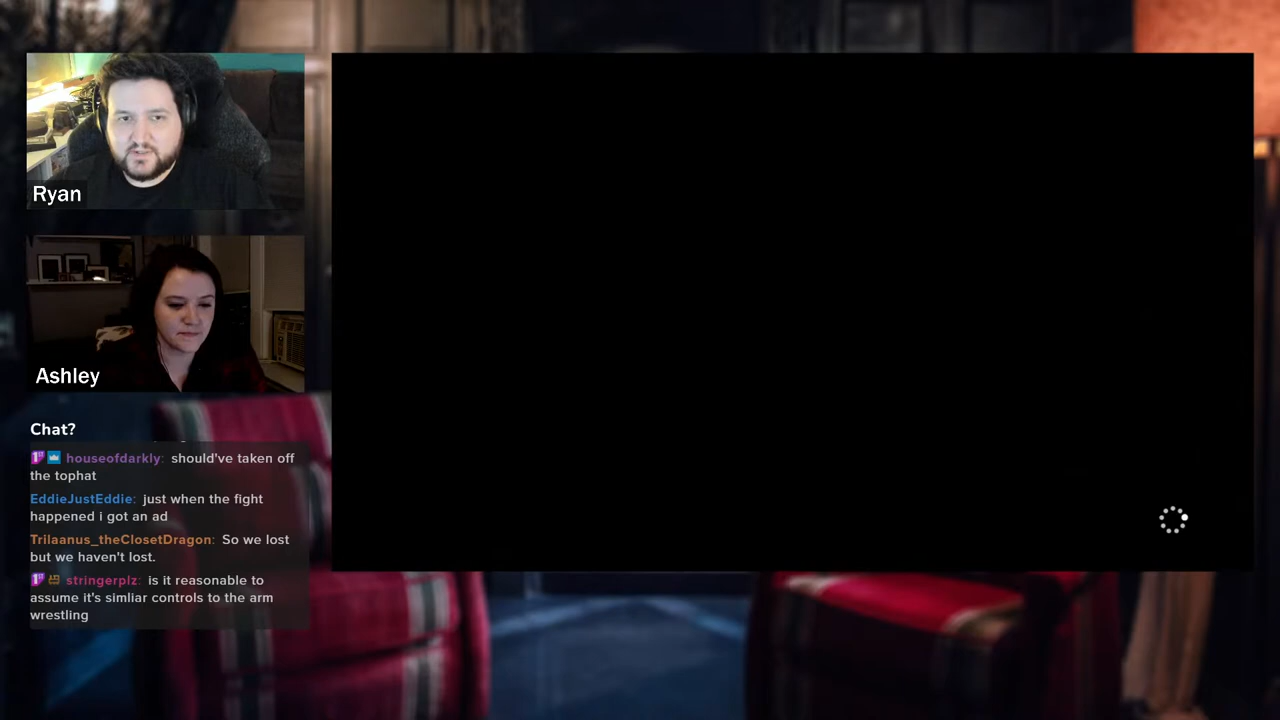 Ryan
Ashley
Chat?
houseofdarkly: should've taken off
the tophat
EddieJustEddie: just when the fight
happened i got an ad
Trilaanus_theClosetDragon: So we lost
but we haven't lost.
stringerplz: is it reasonable to
assume it's simliar controls to the arm
wrestling